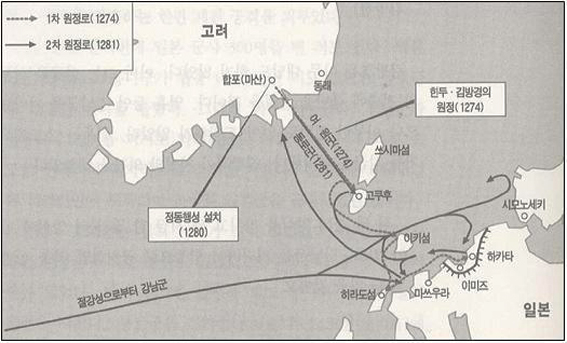 1차 원정로(1274)
2차 원정로(1281)
고려
합포(마산)
동래
힌두·김방경의
원정(1274)
여·원군(1274)
동로군(1281)
쓰시마섬
고쿠후
정동행성 설치
(1280)
시모노세키
이키섬
하카타
이미즈
마쓰우라
히라도섬
절강성으로부터 강남군
일본